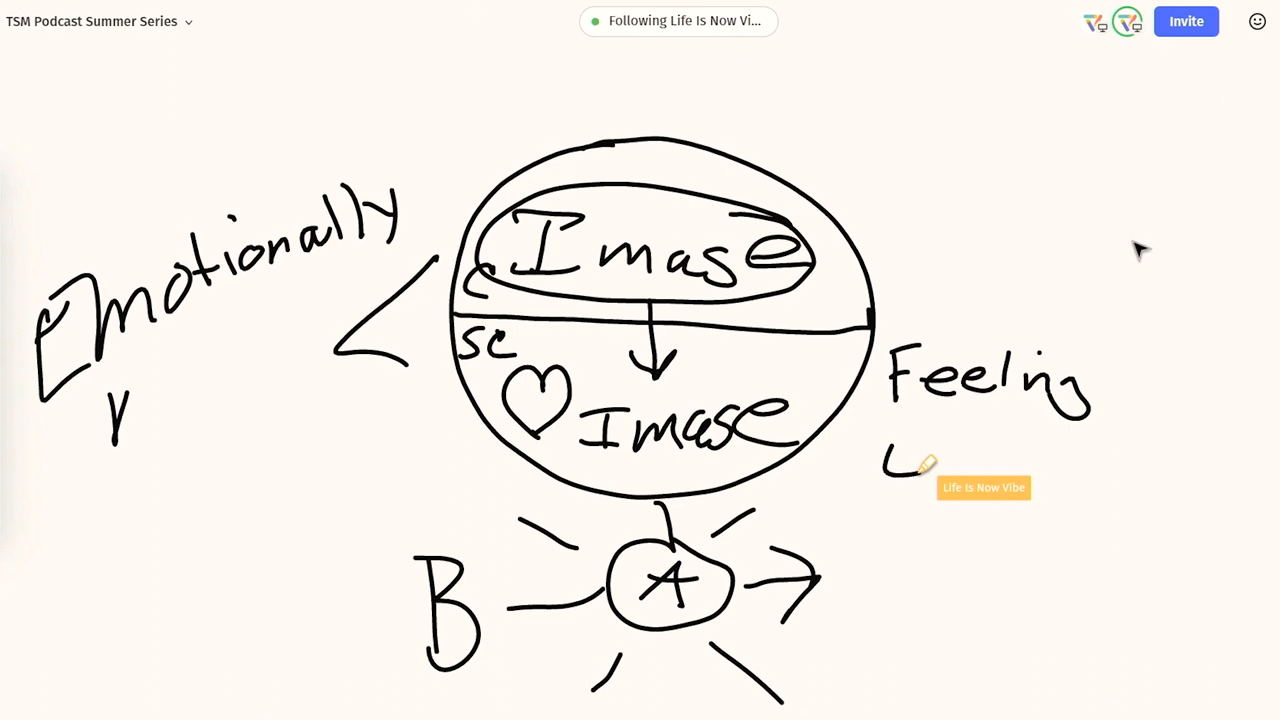 TSM Podcast Summer Series
Following Life Is Now Vi...
Invite
Emotionally
Image
sc
Image
Feeling
Life Is Now Vibe
B
A